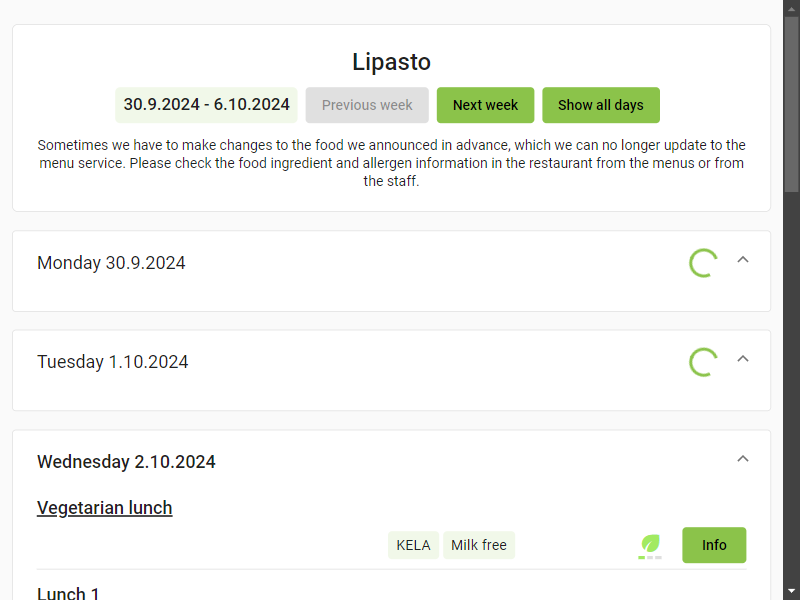 Lipasto
30.9.2024 - 6.10.2024 Previous week Next week Show all days
Sometimes we have to make changes to the food we announced in advance, which we can no longer update to the
menu service. Please check the food ingredient and allergen information in the restaurant from the menus or from
the staff.
Monday 30.9.2024
Tuesday 1.10.2024
Wednesday 2.10.2024
Vegetarian lunch
KELA Milk free Info
Lunch 1